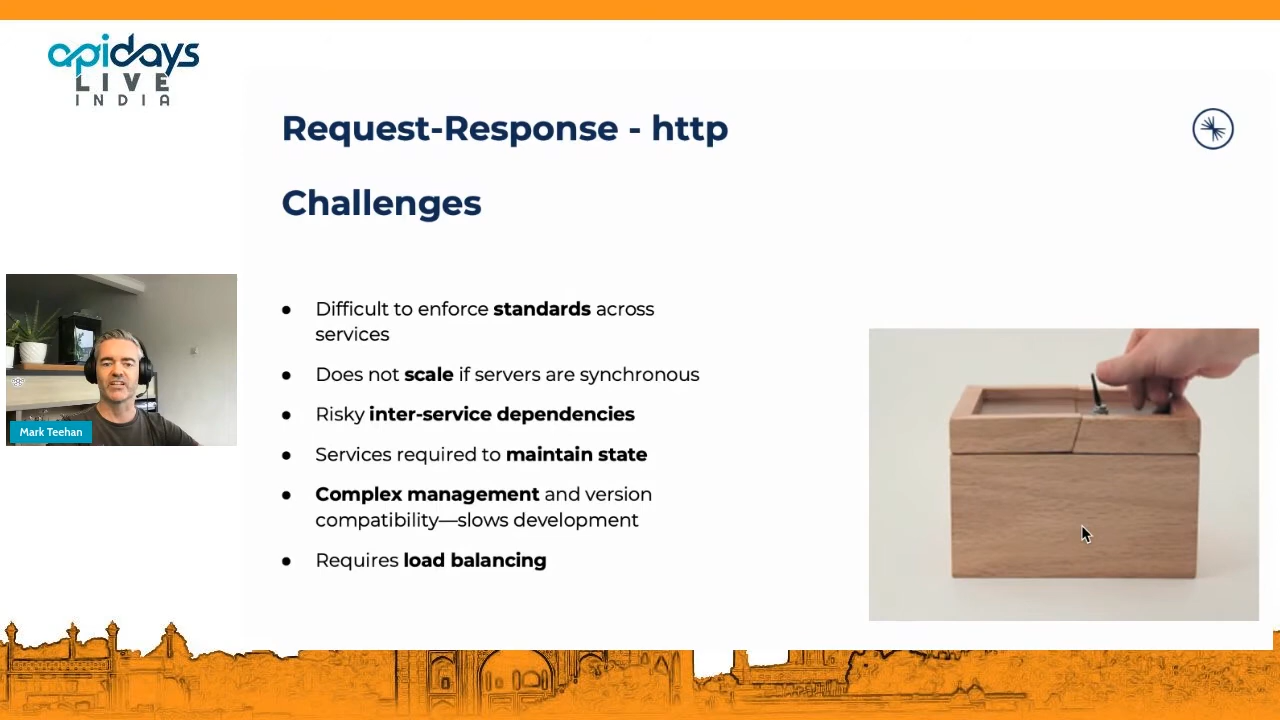 apidays
LIVE
INDIA
Request-Response - http
Challenges
● Difficult to enforce standards across
services
● Does not scale if servers are synchronous
● Risky inter-service dependencies
● Services required to maintain state
● Complex management and version
compatibility—slows development
● Requires load balancing
Mark Teehan